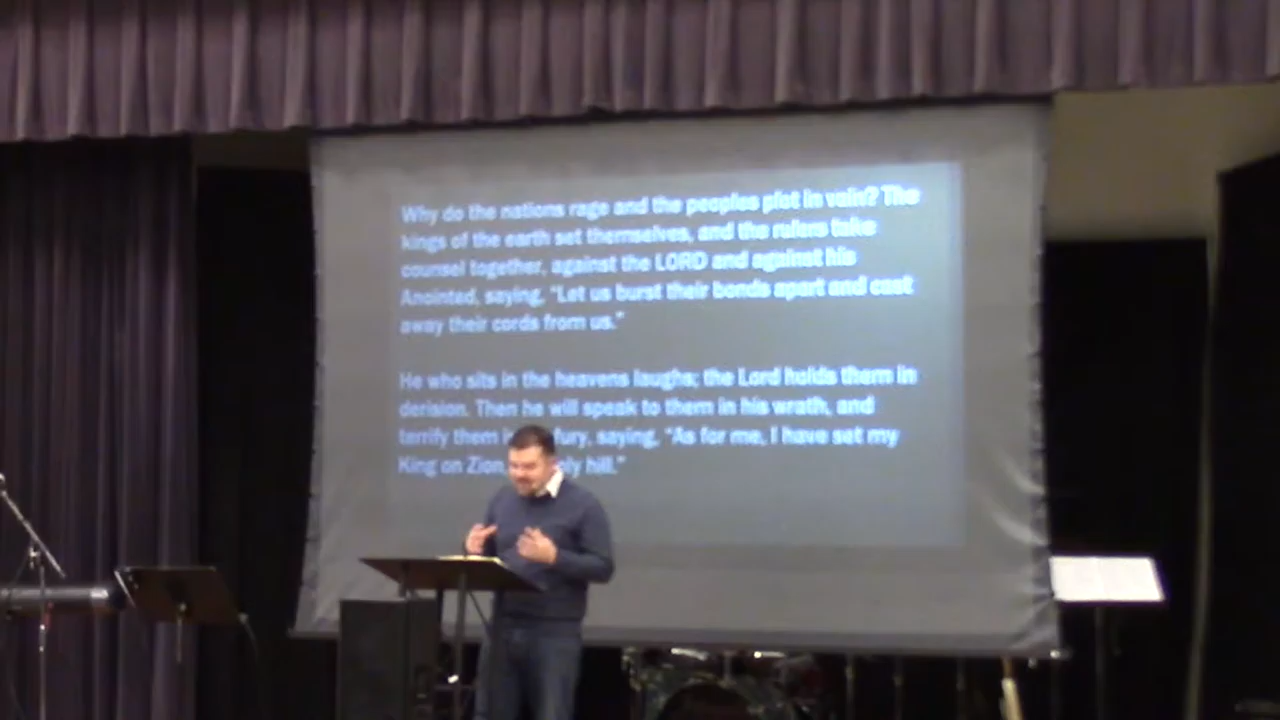 Why do the nations rage and the peoples plot in vain? The
kings of the earth set themselves, and the rulers take
counsel together, against the LORD and against his
Anointed, saying, "Let us burst their bonds apart and cast
away their cords from us."
He who sits in the heavens laughs; the Lord holds them in
derision. Then he will speak to them in his wrath, and
terrify them fury, saying, "As for me, I have set my
King on Zion, hill."